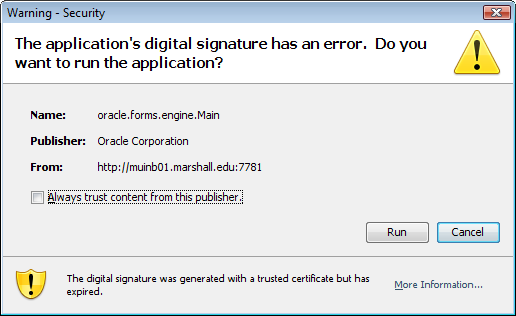 Warning - Security
The application's digital signature has an error.  Do you
want to run the application?
Name: oracle.forms.engine.Main
Publisher: Oracle Corporation
From: http://muinb01.marshall.edu:7781
Always trust content from this publisher.
Run Cancel
The digital signature was generated with a trusted certificate but has
expired.
More Information...